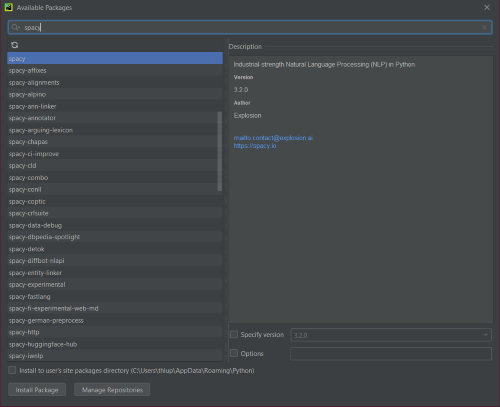 Available Packages
spacy
spacy
spacy-affixes
spacy-alignments
spacy-alpino
spacy-ann-linker
spacy-annotator
spacy-arguing-lexicon
spacy-chapas
spacy-ci-improve
spacy-cld
spacy-combo
spacy-conll
spacy-coptic
spacy-crfsuite
spacy-data-debug
spacy-dbpedia-spotlight
spacy-detok
spacy-diffbot-nlapi
spacy-entity-linker
spacy-experimental
spacy-fastlang
spacy-fi-experimental-web-md
spacy-german-preprocess
spacy-http
spacy-huggingface-hub
spacy-iwnlp
Description
Industrial-strength Natural Language Processing (NLP) in Python
Version
3.2.0
Author
Explosion
mailto:contact@explosion.ai
https://spacy.io
Specify version
3.2.0
Options
Install to user's site packages directory (C:\Users\thlup\AppData\Roaming\Python)
Install Package
Manage Repositories